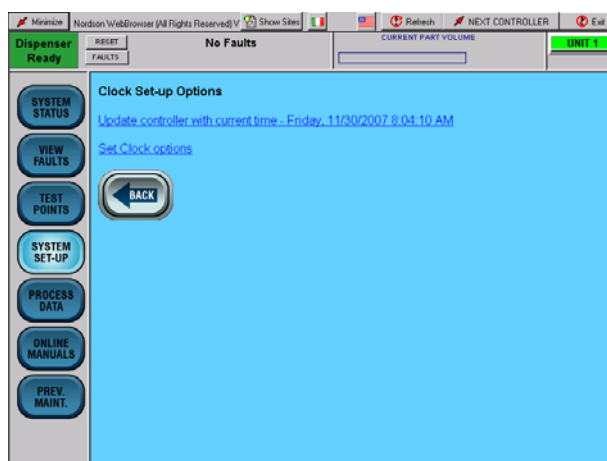 Minimize Nordson WebBrowser (All Rights Reserved) V Show Sites Refresh NEXT CONTROLLER Exit
Dispenser
Ready
RESET
FAULTS
No Faults
CURRENT PART VOLUME
UNIT 1
SYSTEM
STATUS
VIEW
FAULTS
TEST
POINTS
SYSTEM
SET-UP
PROCESS
DATA
ONLINE
MANUALS
PREV.
MAINT.
Clock Set-up Options
Update controller with current time - Friday, 11/30/2007 8:04:10 AM
Set Clock options
BACK